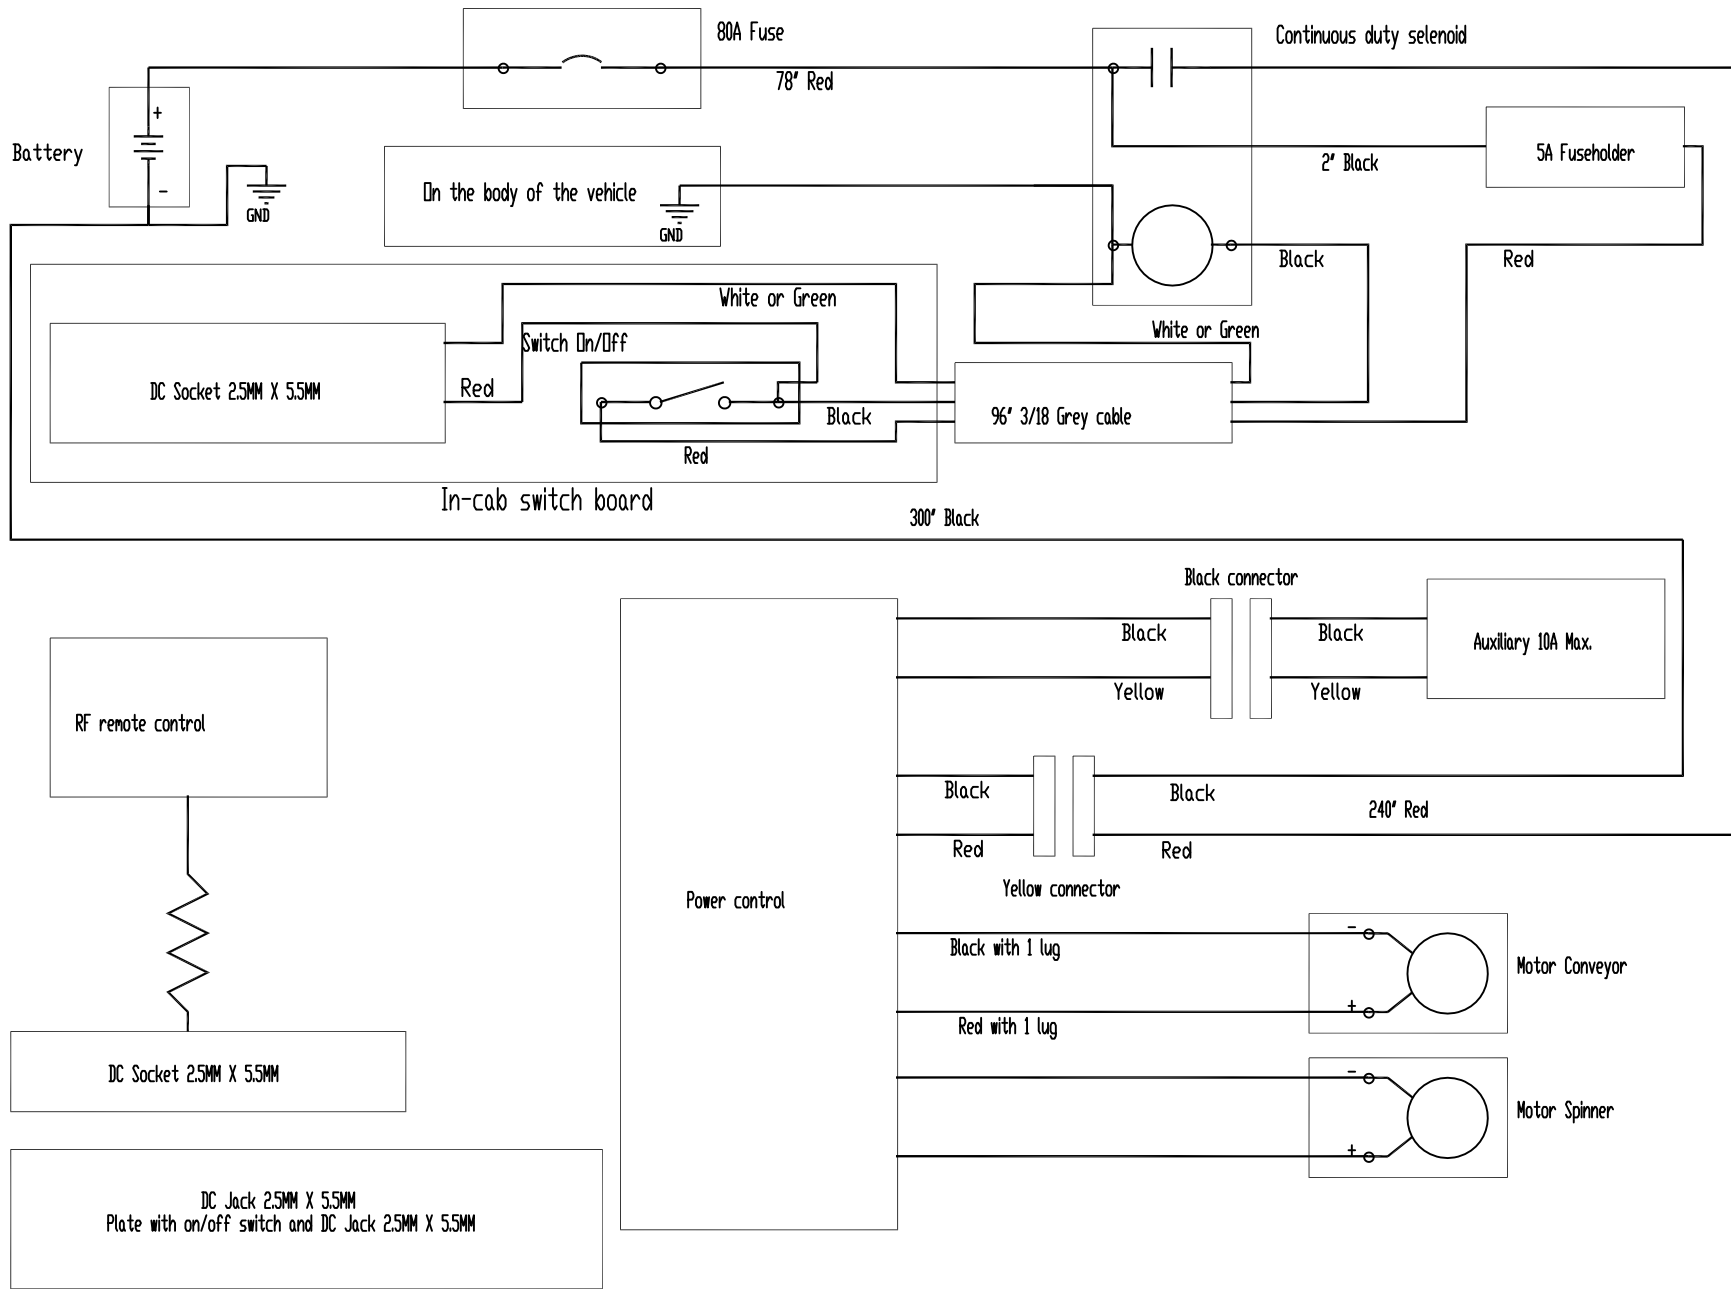 80A Fuse
Continuous duty selenoid
78" Red
+
Battery
2" Black
5A Fuseholder
-
On the body of the vehicle
GND
GND
Black
Red
White or Green
White or Green
Switch On/Off
Red
DC Socket 2.5MM X 5.5MM
Black
96" 3/18 Grey cable
Red
In-cab switch board
300" Black
Black connector
Black
Black
Auxiliary 10A Max.
Yellow
Yellow
RF remote control
Black
Black
240" Red
Red
Red
Yellow connector
Power control
-
Black with 1 lug
Motor Conveyor
+
Red with 1 lug
DC Socket 2.5MM X 5.5MM
-
Motor Spinner
+
DC Jack 2.5MM X 5.5MM
Plate with on/off switch and DC Jack 2.5MM X 5.5MM